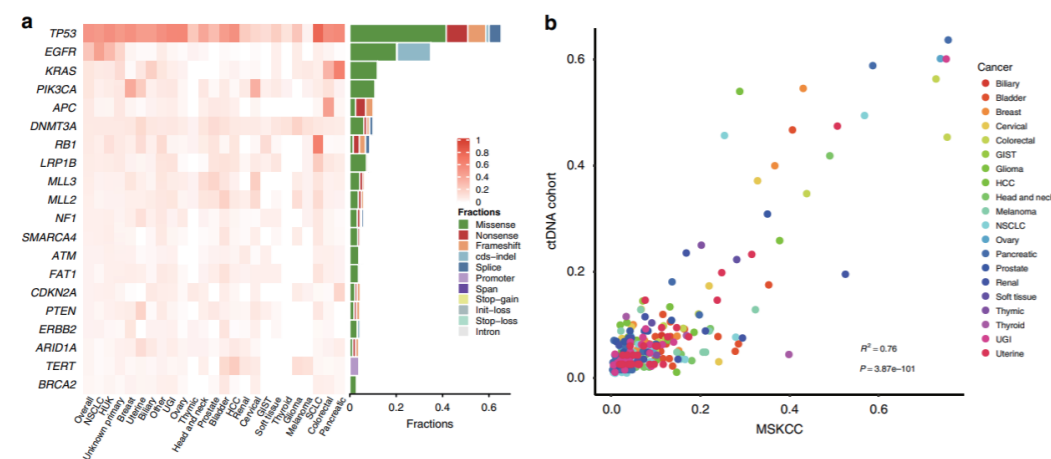 a
TP53
EGFR
KRAS
PIK3CA
APC
DNMT3A
RB1
LRP1B
MLL3
MLL2
NF1
SMARCA4
ATM
FAT1
CDKN2A
PTEN
ERBB2
ARID1A
TERT
BRCA2
Overall
NSCLC
HUK
Unknown primary
Breast
Uterine
Biliary
Other
UGI
Ovary
Thymic
Head and neck
Prostate
Bladder
HCC
Renal
Cervical
GIST
Soft tissue
Thyroid
Glioma
Melanoma
SCLC
Colorectal
Pancreatic
1
0.8
0.6
0.4
0.2
0
Fractions
Missense
Nonsense
Frameshift
cds-indel
Splice
Promoter
Span
Stop-gain
Init-loss
Stop-loss
Intron
0 0.2 0.4 0.6
Fractions
b
ctDNA cohort
0.6
0.4
0.2
0.0
0.0 0.2 0.4 0.6
MSKCC
R² = 0.76
P = 3.87e–101
Cancer
Biliary
Bladder
Breast
Cervical
Colorectal
GIST
Glioma
HCC
Head and neck
Melanoma
NSCLC
Ovary
Pancreatic
Prostate
Renal
Soft tissue
Thymic
Thyroid
UGI
Uterine